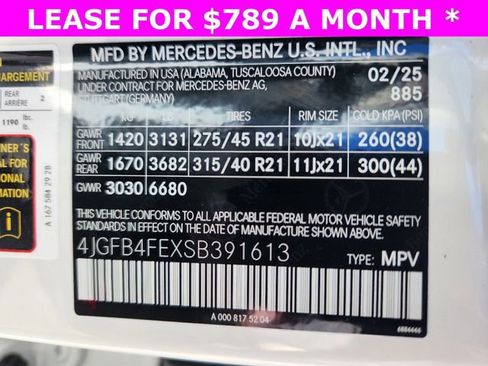 LEASE FOR $789 A MONTH *
MFD BY MERCEDES-BENZ U.S. INTL., INC
MANUFACTURED IN USA (ALABAMA, TUSCALOOSA COUNTY)
UNDER CONTRACT FOR MERCEDES-BENZ AG,
STUTTGART (GERMANY)
02/25
885
KG LB TIRES RIM SIZE COLD KPA(PSI)
GAWR FRONT 1420 3131 275/45 R21 10Jx21 260(38)
GAWR REAR 1670 3682 315/40 R21 11Jx21 300(44)
GVWR 3030 6680
THIS VEHICLE CONFORMS TO ALL APPLICABLE FEDERAL MOTOR VEHICLE SAFETY
STANDARDS IN EFFECT ON THE DATE OF MANUFACTURE SHOWN ABOVE.
4JGFB4FEXSB391613
TYPE: MPV
A 000 817 52 04
REAR
ARRIÈRE 2
1190 lbs.
A 167 584 29 28